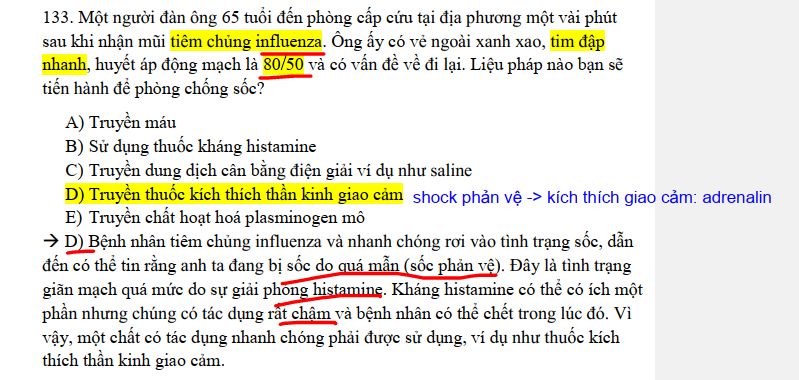 133. Một người đàn ông 65 tuổi đến phòng cấp cứu tại địa phương một vài phút
sau khi nhận mũi tiêm chủng influenza. Ông ấy có vẻ ngoài xanh xao, tim đập
nhanh, huyết áp động mạch là 80/50 và có vấn đề về đi lại. Liệu pháp nào bạn sẽ
tiến hành để phòng chống sốc?
A) Truyền máu
B) Sử dụng thuốc kháng histamine
C) Truyền dung dịch cân bằng điện giải ví dụ như saline
D) Truyền thuốc kích thích thần kinh giao cảm shock phản vệ -> kích thích giao cảm: adrenalin
E) Truyền chất hoạt hoá plasminogen mô
→ D) Bệnh nhân tiêm chủng influenza và nhanh chóng rơi vào tình trạng sốc, dẫn
đến có thể tin rằng anh ta đang bị sốc do quá mẫn (sốc phản vệ). Đây là tình trạng
giãn mạch quá mức do sự giải phóng histamine. Kháng histamine có thể có ích một
phần nhưng chúng có tác dụng rất chậm và bệnh nhân có thể chết trong lúc đó. Vì
vậy, một chất có tác dụng nhanh chóng phải được sử dụng, ví dụ như thuốc kích
thích thần kinh giao cảm.